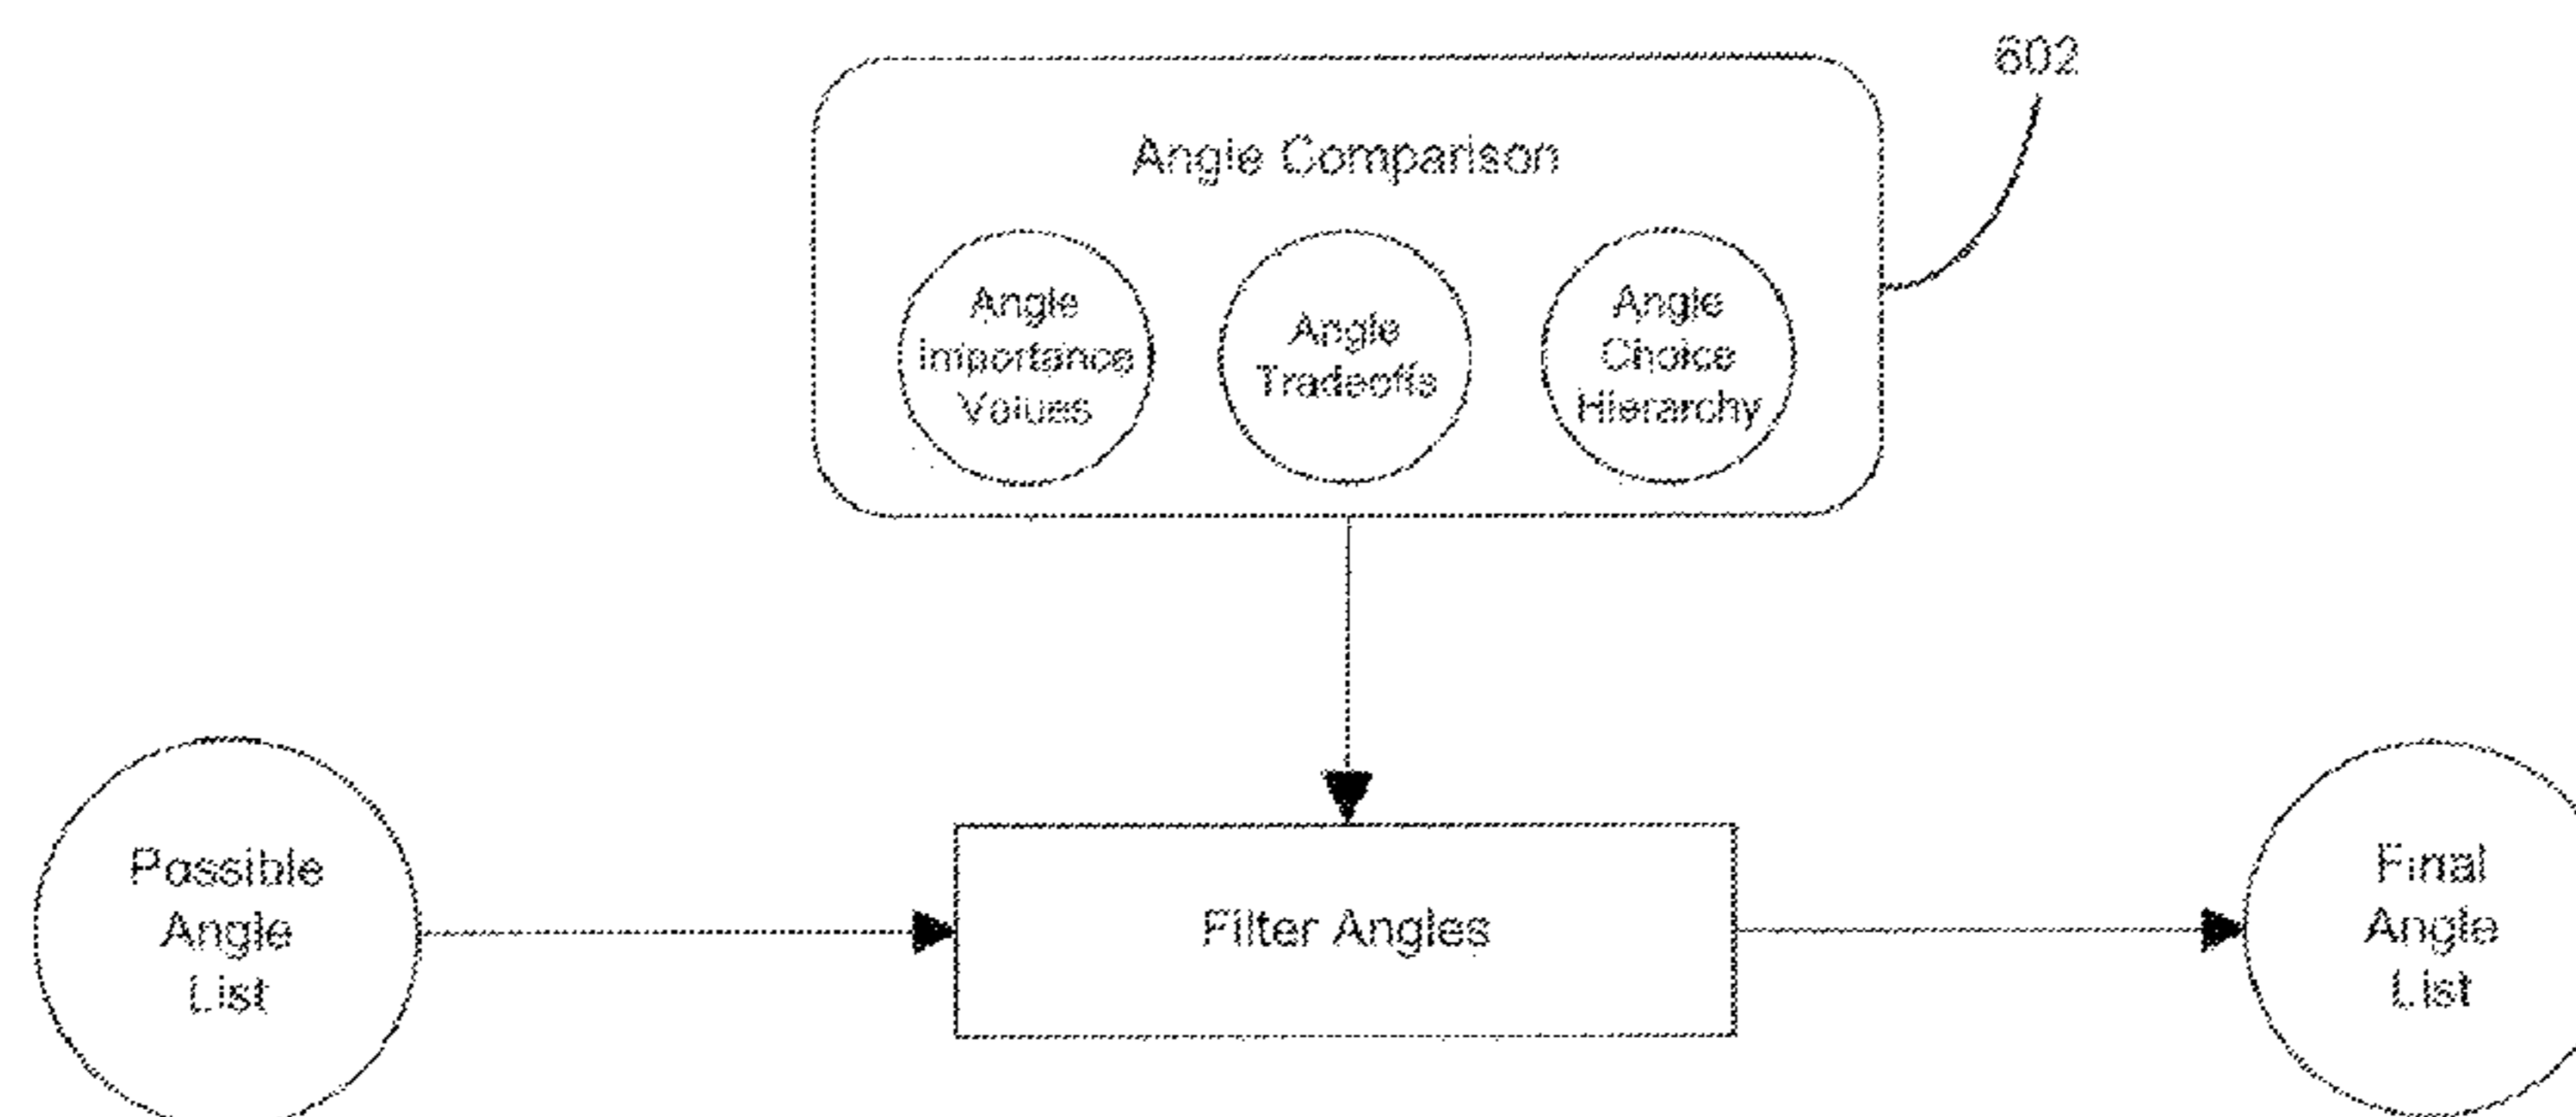 602
Angle Comparison
Angle
Importance
Values
Angle
Tradeoffs
Angle
Choice
Hierarchy
Possible
Angle
List
Filter Angles
Final
Angle
List